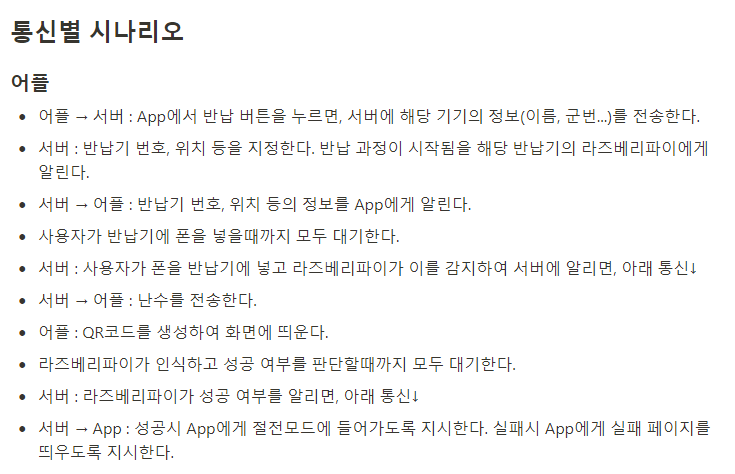 통신별 시나리오
어플
• 어플 → 서버 : App에서 반납 버튼을 누르면, 서버에 해당 기기의 정보(이름, 군번...)를 전송한다.
• 서버 : 반납기 번호, 위치 등을 지정한다. 반납 과정이 시작됨을 해당 반납기의 라즈베리파이에게
알린다.
• 서버 → 어플 : 반납기 번호, 위치 등의 정보를 App에게 알린다.
• 사용자가 반납기에 폰을 넣을때까지 모두 대기한다.
• 서버 : 사용자가 폰을 반납기에 넣고 라즈베리파이가 이를 감지하여 서버에 알리면, 아래 통신↓
• 서버 → 어플 : 난수를 전송한다.
• 어플 : QR코드를 생성하여 화면에 띄운다.
• 라즈베리파이가 인식하고 성공 여부를 판단할때까지 모두 대기한다.
• 서버 : 라즈베리파이가 성공 여부를 알리면, 아래 통신↓
• 서버 → App : 성공시 App에게 절전모드에 들어가도록 지시한다. 실패시 App에게 실패 페이지를
띄우도록 지시한다.